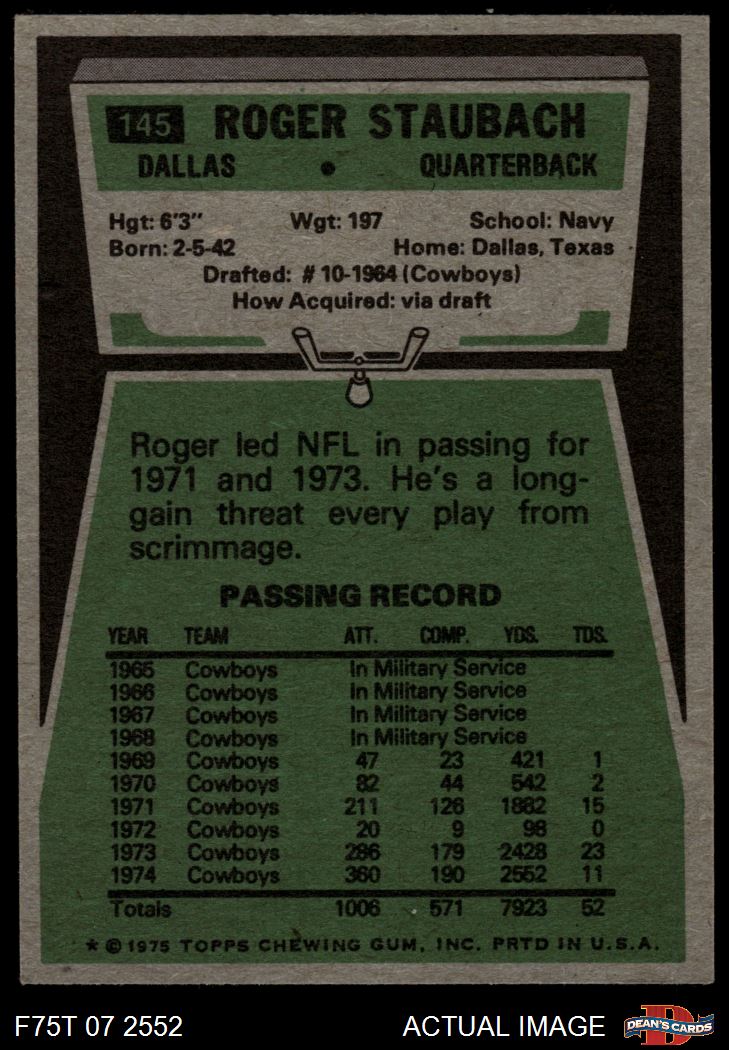 145 ROGER STAUBACH
DALLAS • QUARTERBACK
Hgt: 6'3" Wgt: 197 School: Navy
Born: 2-5-42 Home: Dallas, Texas
Drafted: #10-1964 (Cowboys)
How Acquired: via draft
Roger led NFL in passing for
1971 and 1973. He's a long-
gain threat every play from
scrimmage.
PASSING RECORD
YEAR TEAM ATT. COMP. YDS. TDS.
1965 Cowboys In Military Service
1966 Cowboys In Military Service
1967 Cowboys In Military Service
1968 Cowboys In Military Service
1969 Cowboys 47 23 421 1
1970 Cowboys 82 44 542 2
1971 Cowboys 211 126 1882 15
1972 Cowboys 20 9 98 0
1973 Cowboys 286 179 2428 23
1974 Cowboys 360 190 2552 11
Totals 1006 571 7923 52
* © 1975 TOPPS CHEWING GUM, INC. PRTD IN U.S.A.
F75T 07 2552 ACTUAL IMAGE D DEAN'S CARDS